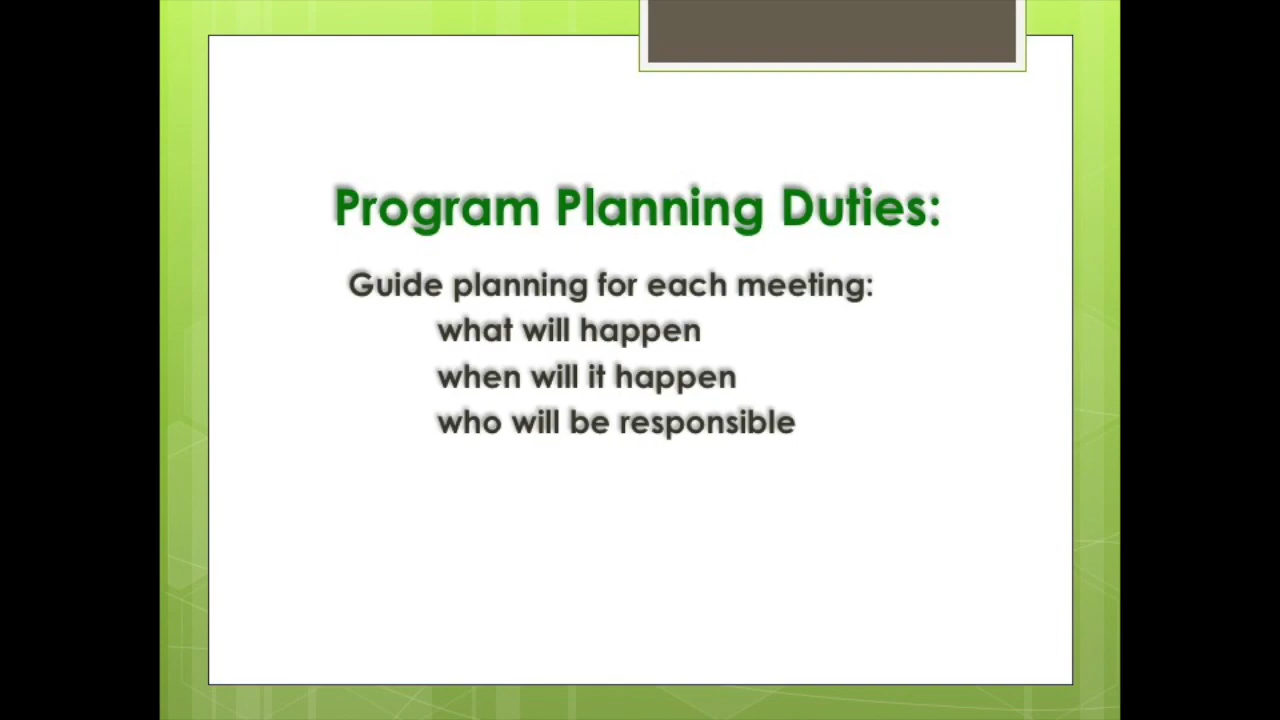 Program Planning Duties:
Guide planning for each meeting:
what will happen
when will it happen
who will be responsible